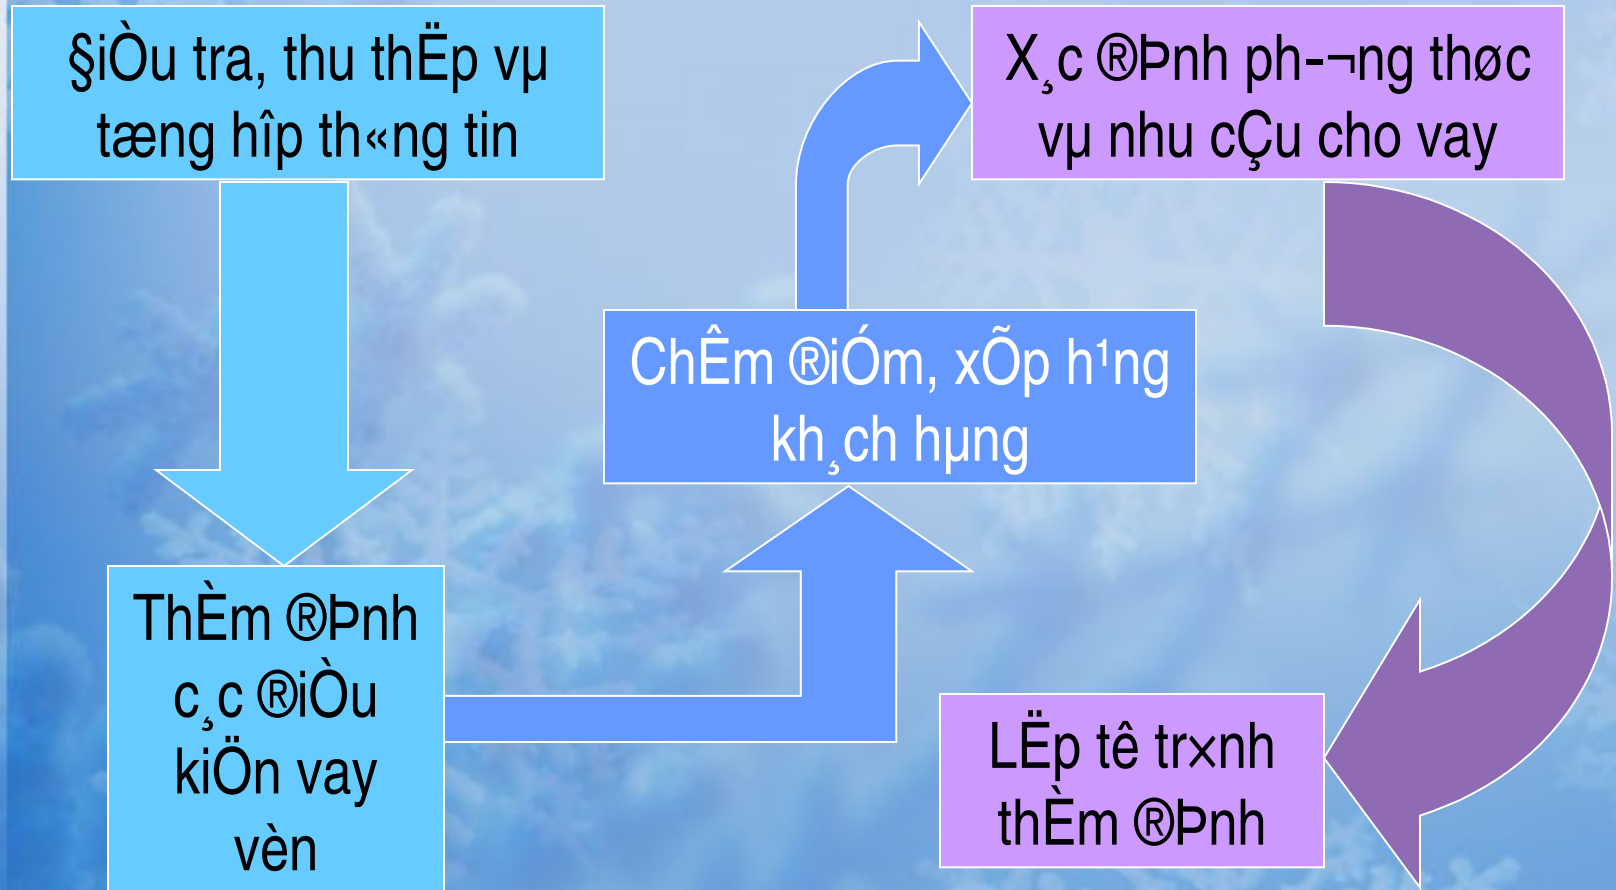 §iÒu tra, thu thËp vµ
tæng hîp th«ng tin
ThÈm ®Þnh
c¸c ®iÒu
kiÖn vay
vèn
ChÊm ®iÓm, xÕp h¹ng
kh¸ch hµng
X¸c ®Þnh ph-¬ng thøc
vµ nhu cÇu cho vay
LËp tê tr×nh
thÈm ®Þnh